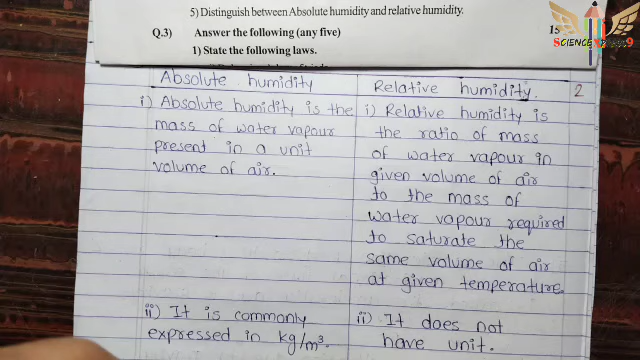 5) Distinguish between Absolute humidity and relative humidity.
Q.3) Answer the following (any five)
15
1) State the following laws.
SCIENCE
9
Absolute humidity
i) Absolute humidity is the
mass of water vapour
present in a unit
volume of air.
ii) It is commonly
expressed in kg/m³.
Relative humidity.
i) Relative humidity is
the ratio of mass
of water vapour in
given volume of air
to the mass of
water vapour required
to saturate the
same volume of air
at given temperature.
ii) It does not
have unit.
2